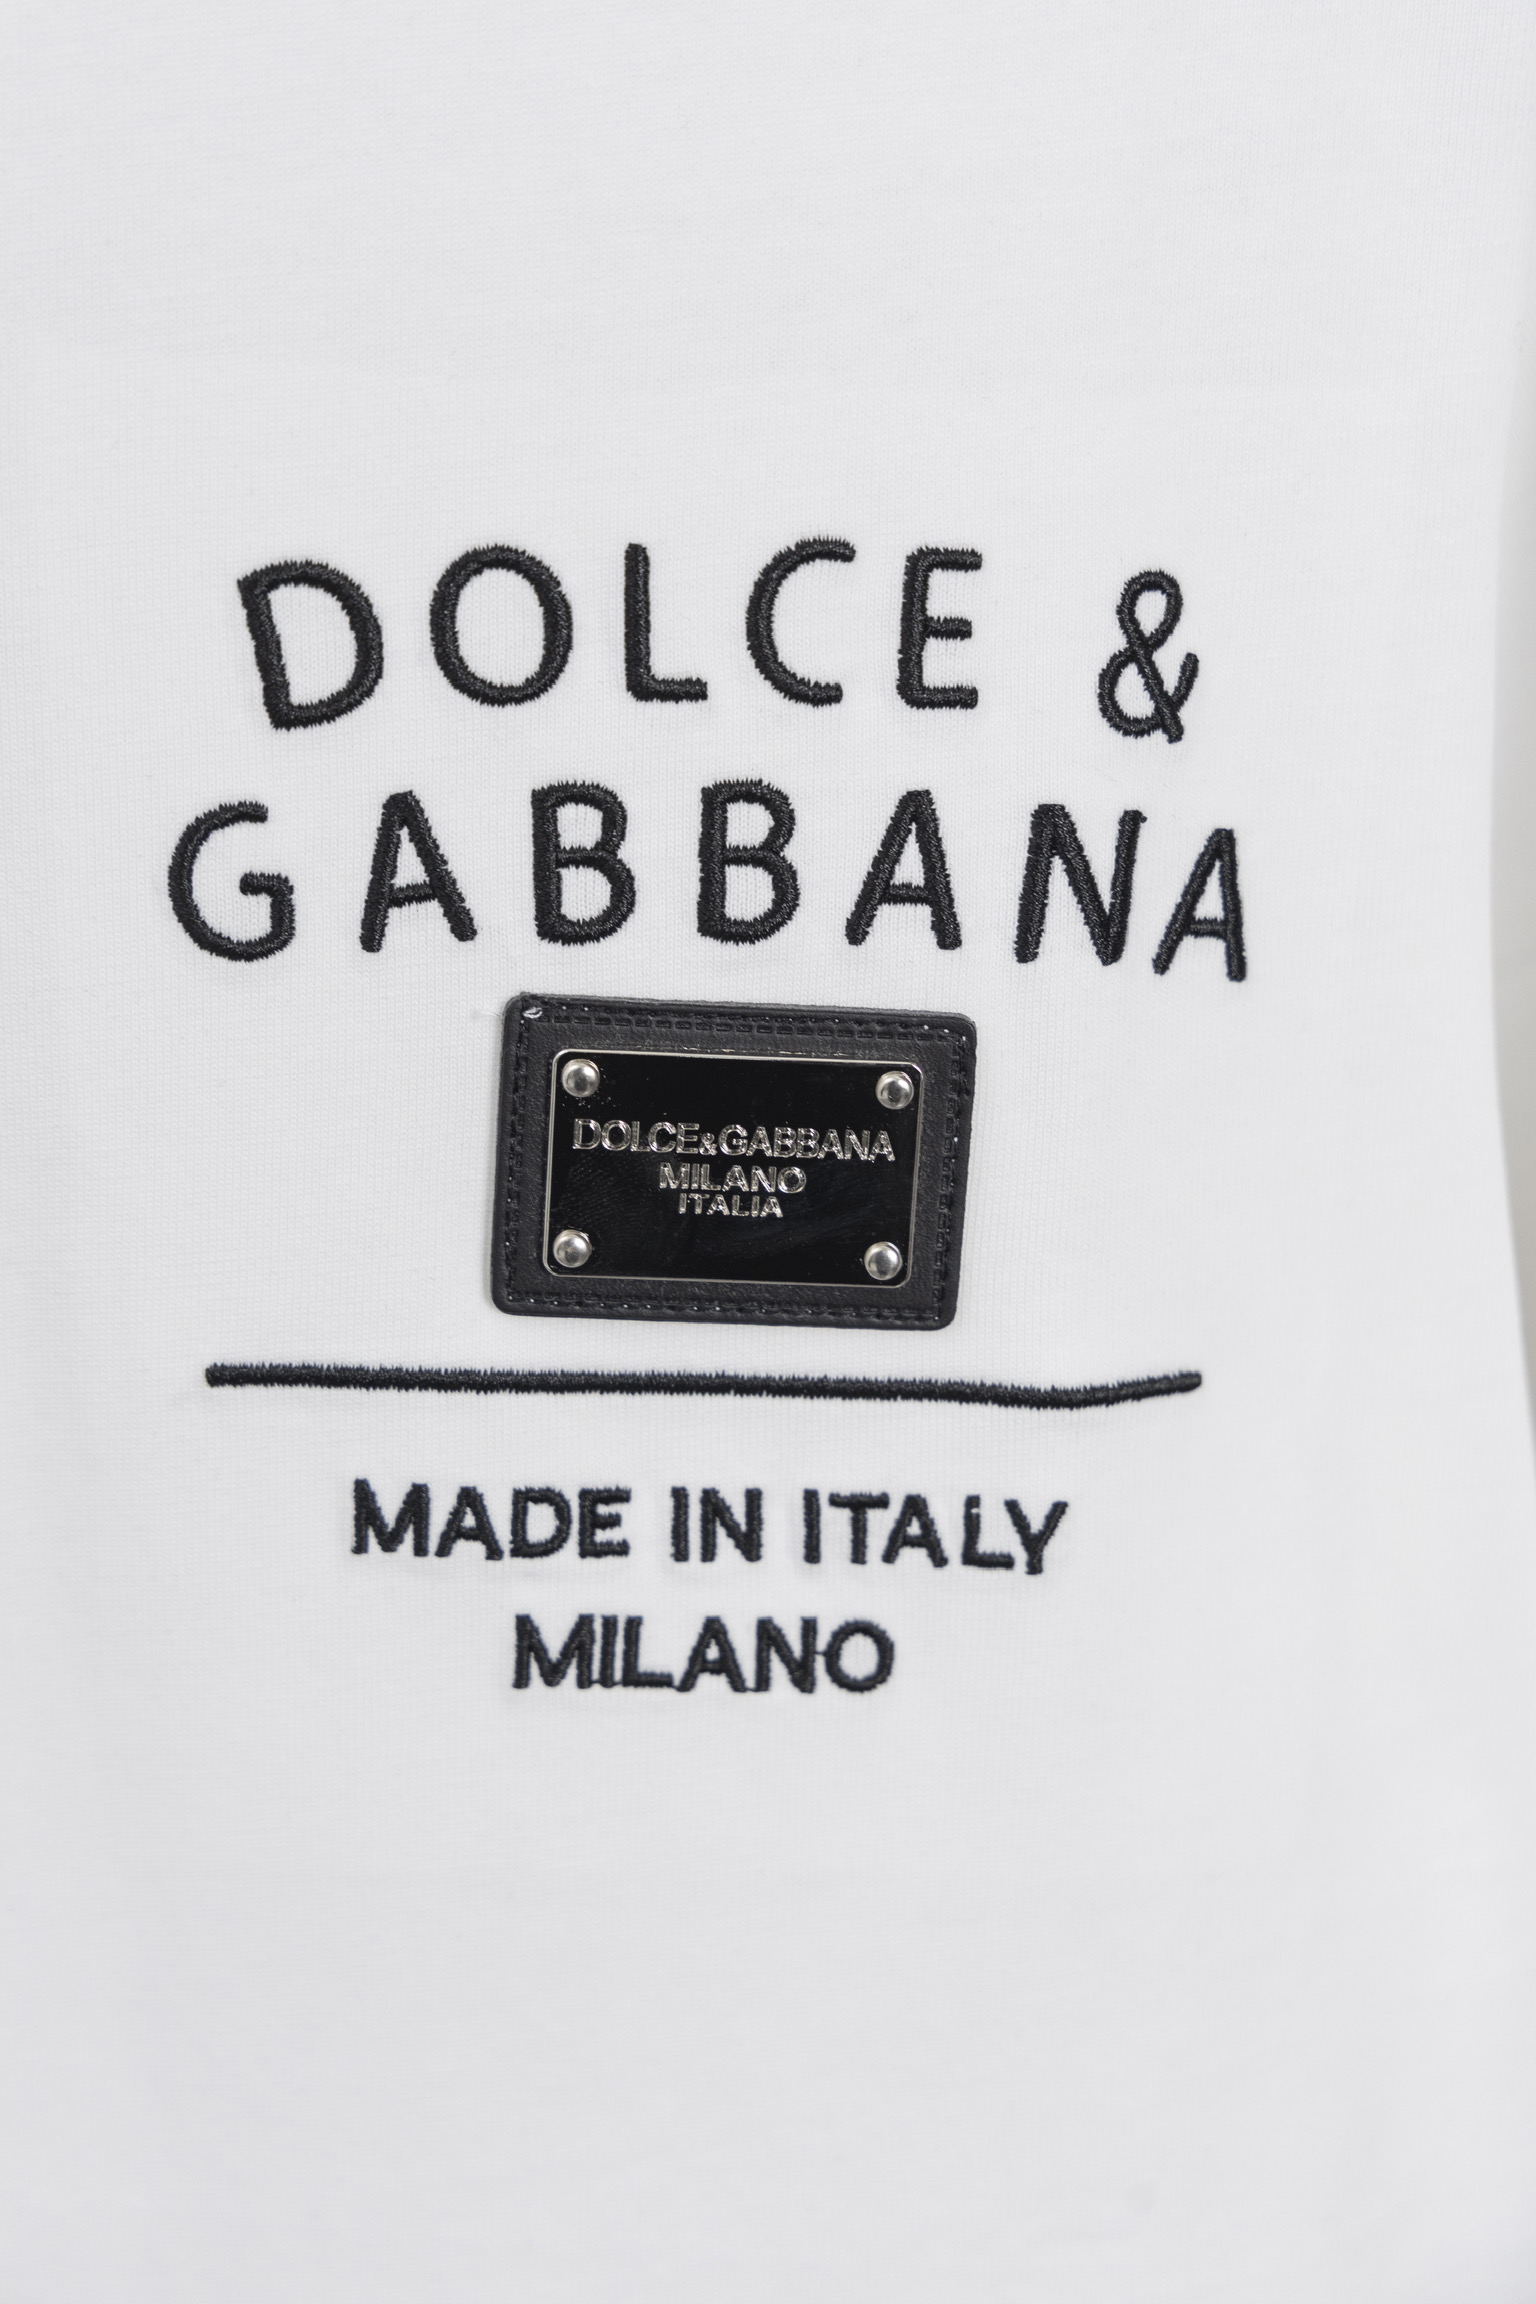 DOLCE &
GABBANA
DOLCE&GABBANA
MILANO
ITALIA
MADE IN ITALY
MILANO